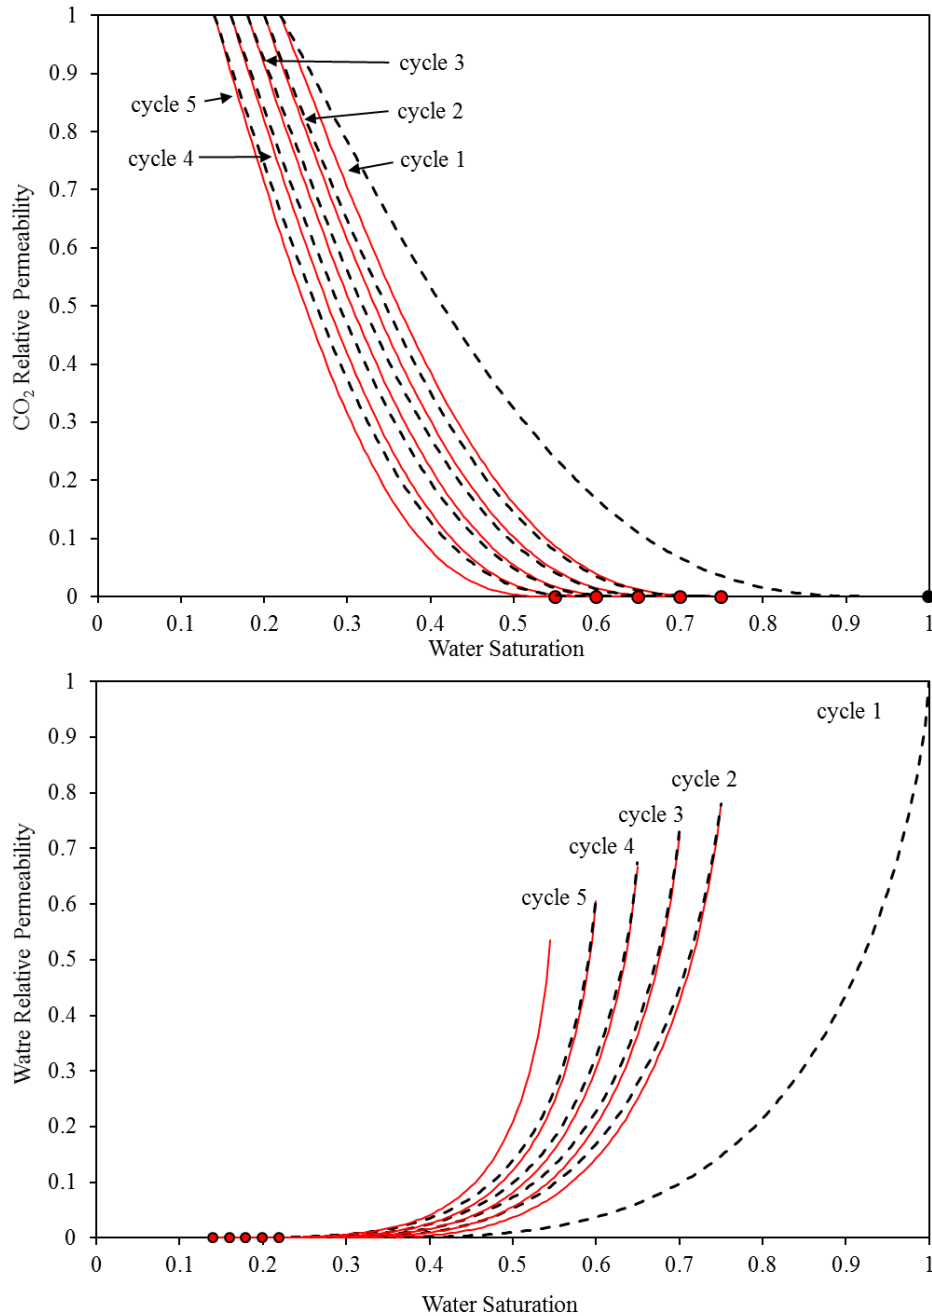 1
0.9
0.8
0.7
0.6
0.5
0.4
0.3
0.2
0.1
0
CO2 Relative Permeability
cycle 3
cycle 5
cycle 2
cycle 4
cycle 1
0 0.1 0.2 0.3 0.4 0.5 0.6 0.7 0.8 0.9 1
Water Saturation
1
0.9
0.8
0.7
0.6
0.5
0.4
0.3
0.2
0.1
0
Watre Relative Permeability
cycle 1
cycle 2
cycle 3
cycle 4
cycle 5
0 0.1 0.2 0.3 0.4 0.5 0.6 0.7 0.8 0.9 1
Water Saturation